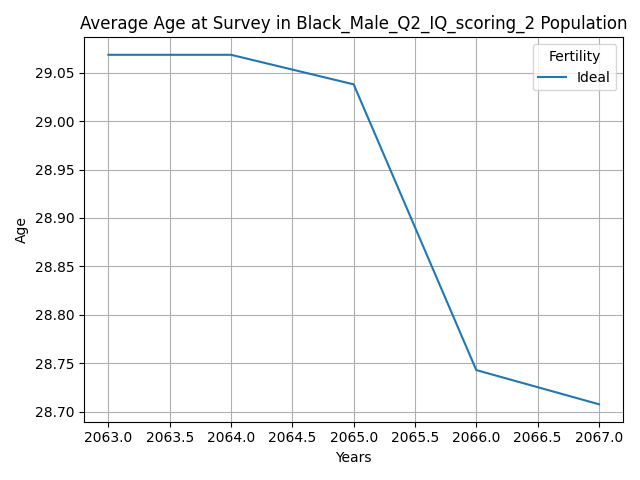 Average Age at Survey in Black_Male_Q2_IQ_scoring_2 Population
Fertility
Ideal
29.05
29.00
28.95
28.90
28.85
28.80
28.75
28.70
Age
2063.0 2063.5 2064.0 2064.5 2065.0 2065.5 2066.0 2066.5 2067.0
Years